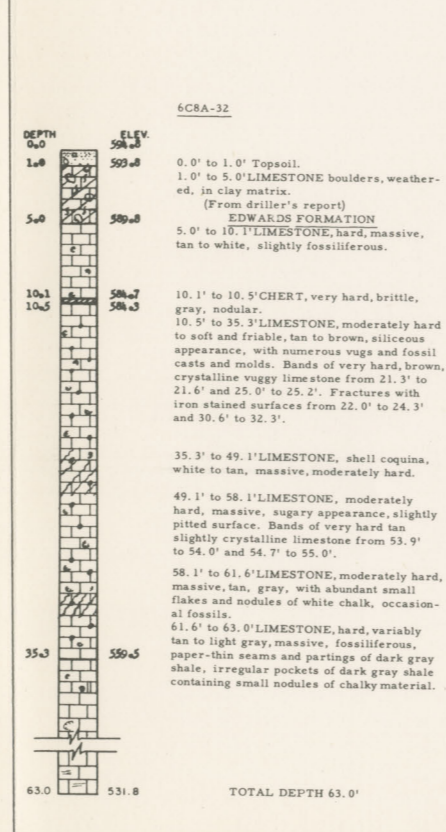 6C8A-32
DEPTH ELEV.
0.0 594.8
1.0 593.8
0.0' to 1.0' Topsoil.
1.0' to 5.0'LIMESTONE boulders, weather-
ed, in clay matrix.
(From driller's report)
5.0 589.8
EDWARDS FORMATION
5.0' to 10.1'LIMESTONE, hard, massive,
tan to white, slightly fossiliferous.
10.1 584.7
10.5 584.3
10.1' to 10.5'CHERT, very hard, brittle,
gray, nodular.
10.5' to 35.3'LIMESTONE, moderately hard
to soft and friable, tan to brown, siliceous
appearance, with numerous vugs and fossil
casts and molds. Bands of very hard, brown,
crystalline vuggy limestone from 21.3' to
21.6' and 25.0' to 25.2'. Fractures with
iron stained surfaces from 22.0' to 24.3'
and 30.6' to 32.3'.
35.3' to 49.1'LIMESTONE, shell coquina,
white to tan, massive, moderately hard.
49.1' to 58.1'LIMESTONE, moderately
hard, massive, sugary appearance, slightly
pitted surface. Bands of very hard tan
slightly crystalline limestone from 53.9'
to 54.0' and 54.7' to 55.0'.
58.1' to 61.6'LIMESTONE, moderately hard,
massive, tan, gray, with abundant small
flakes and nodules of white chalk, occasion-
al fossils.
61.6' to 63.0'LIMESTONE, hard, variably
tan to light gray, massive, fossiliferous,
paper-thin seams and partings of dark gray
shale, irregular pockets of dark gray shale
containing small nodules of chalky material.
35.3 559.5
63.0 531.8
TOTAL DEPTH 63.0'